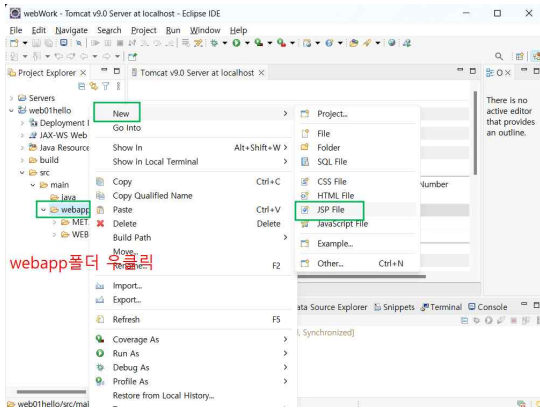 webWork - Tomcat v9.0 Server at localhost - Eclipse IDE
File Edit Navigate Search Project Run Window Help
Project Explorer
Tomcat v9.0 Server at localhost
Servers
web01hello
Deployment
JAX-WS Web
Java Resource
build
src
main
java
webapp
MET
WEB
webapp폴더 우클릭
New
Go Into
Show In Alt+Shift+W
Show in Local Terminal
Copy Ctrl+C
Copy Qualified Name
Paste Ctrl+V
Delete Delete
Build Path
Move...
Rename... F2
Import...
Export...
Refresh F5
Coverage As
Run As
Debug As
Profile As
Restore from Local History...
Project...
File
Folder
SQL File
CSS File
HTML File
JSP File
JavaScript File
Example...
Other... Ctrl+N
Number
There is no
active editor
that provides
an outline.
ata Source Explorer Snippets Terminal Console
, Synchronized]
web01hello/src/mai